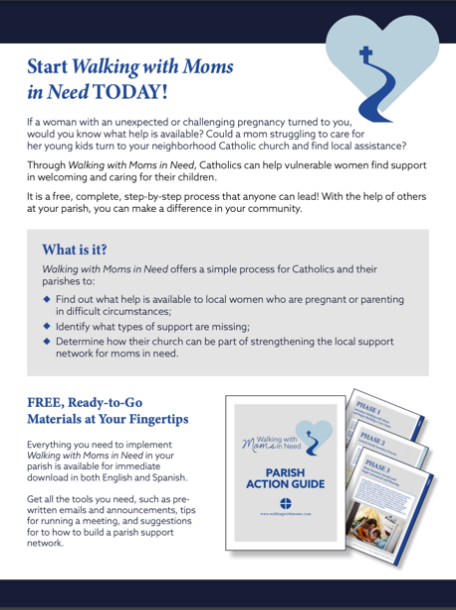 Start Walking with Moms
in Need TODAY!
If a woman with an unexpected or challenging pregnancy turned to you,
would you know what help is available? Could a mom struggling to care for
her young kids turn to your neighborhood Catholic church and find local assistance?
Through Walking with Moms in Need, Catholics can help vulnerable women find support
in welcoming and caring for their children.
It is a free, complete, step-by-step process that anyone can lead! With the help of others
at your parish, you can make a difference in your community.
What is it?
Walking with Moms in Need offers a simple process for Catholics and their
parishes to:
◆ Find out what help is available to local women who are pregnant or parenting
in difficult circumstances;
◆ Identify what types of support are missing;
◆ Determine how their church can be part of strengthening the local support
network for moms in need.
FREE, Ready-to-Go
Materials at Your Fingertips
Everything you need to implement
Walking with Moms in Need in your
parish is available for immediate
download in both English and Spanish.
Get all the tools you need, such as pre-
written emails and announcements, tips
for running a meeting, and suggestions
for to how to build a parish support
network.
Walking with
Moms in Need
PARISH
ACTION GUIDE
www.walkingwithmoms.com
PHASE 1
PHASE 2
PHASE 3